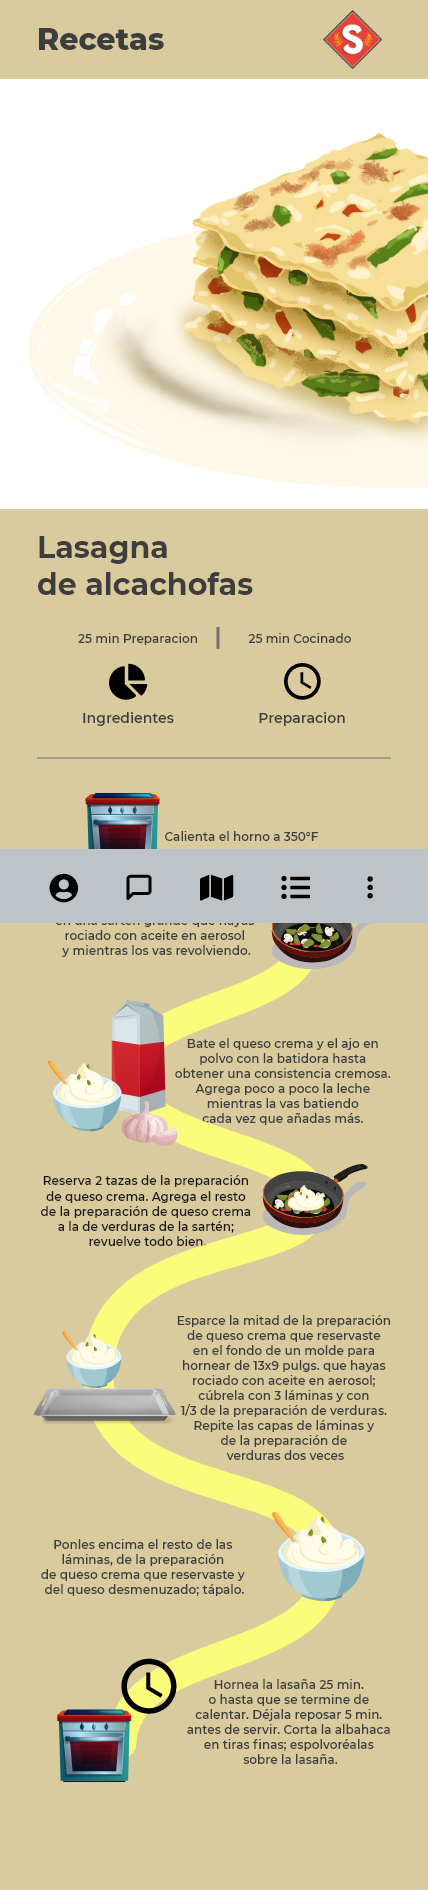 Recetas
S
Lasagna
de alcachofas
25 min Preparacion
25 min Cocinado
Ingredientes
Preparacion
Calienta el horno a 350°F
en una sartén grande que hayas
rociado con aceite en aerosol
y mientras los vas revolviendo.
Bate el queso crema y el ajo en
polvo con la batidora hasta
obtener una consistencia cremosa.
Agrega poco a poco la leche
mientras la vas batiendo
cada vez que añadas más.
Reserva 2 tazas de la preparación
de queso crema. Agrega el resto
de la preparación de queso crema
a la de verduras de la sartén;
revuelve todo bien.
Esparce la mitad de la preparación
de queso crema que reservaste
en el fondo de un molde para
hornear de 13x9 pulgs. que hayas
rociado con aceite en aerosol;
cúbrela con 3 láminas y con
1/3 de la preparación de verduras.
Repite las capas de láminas y
de la preparación de
verduras dos veces
Ponles encima el resto de las
láminas, de la preparación
de queso crema que reservaste y
del queso desmenuzado; tápalo.
Hornea la lasaña 25 min.
o hasta que se termine de
calentar. Déjala reposar 5 min.
antes de servir. Corta la albahaca
en tiras finas; espolvoréalas
sobre la lasaña.